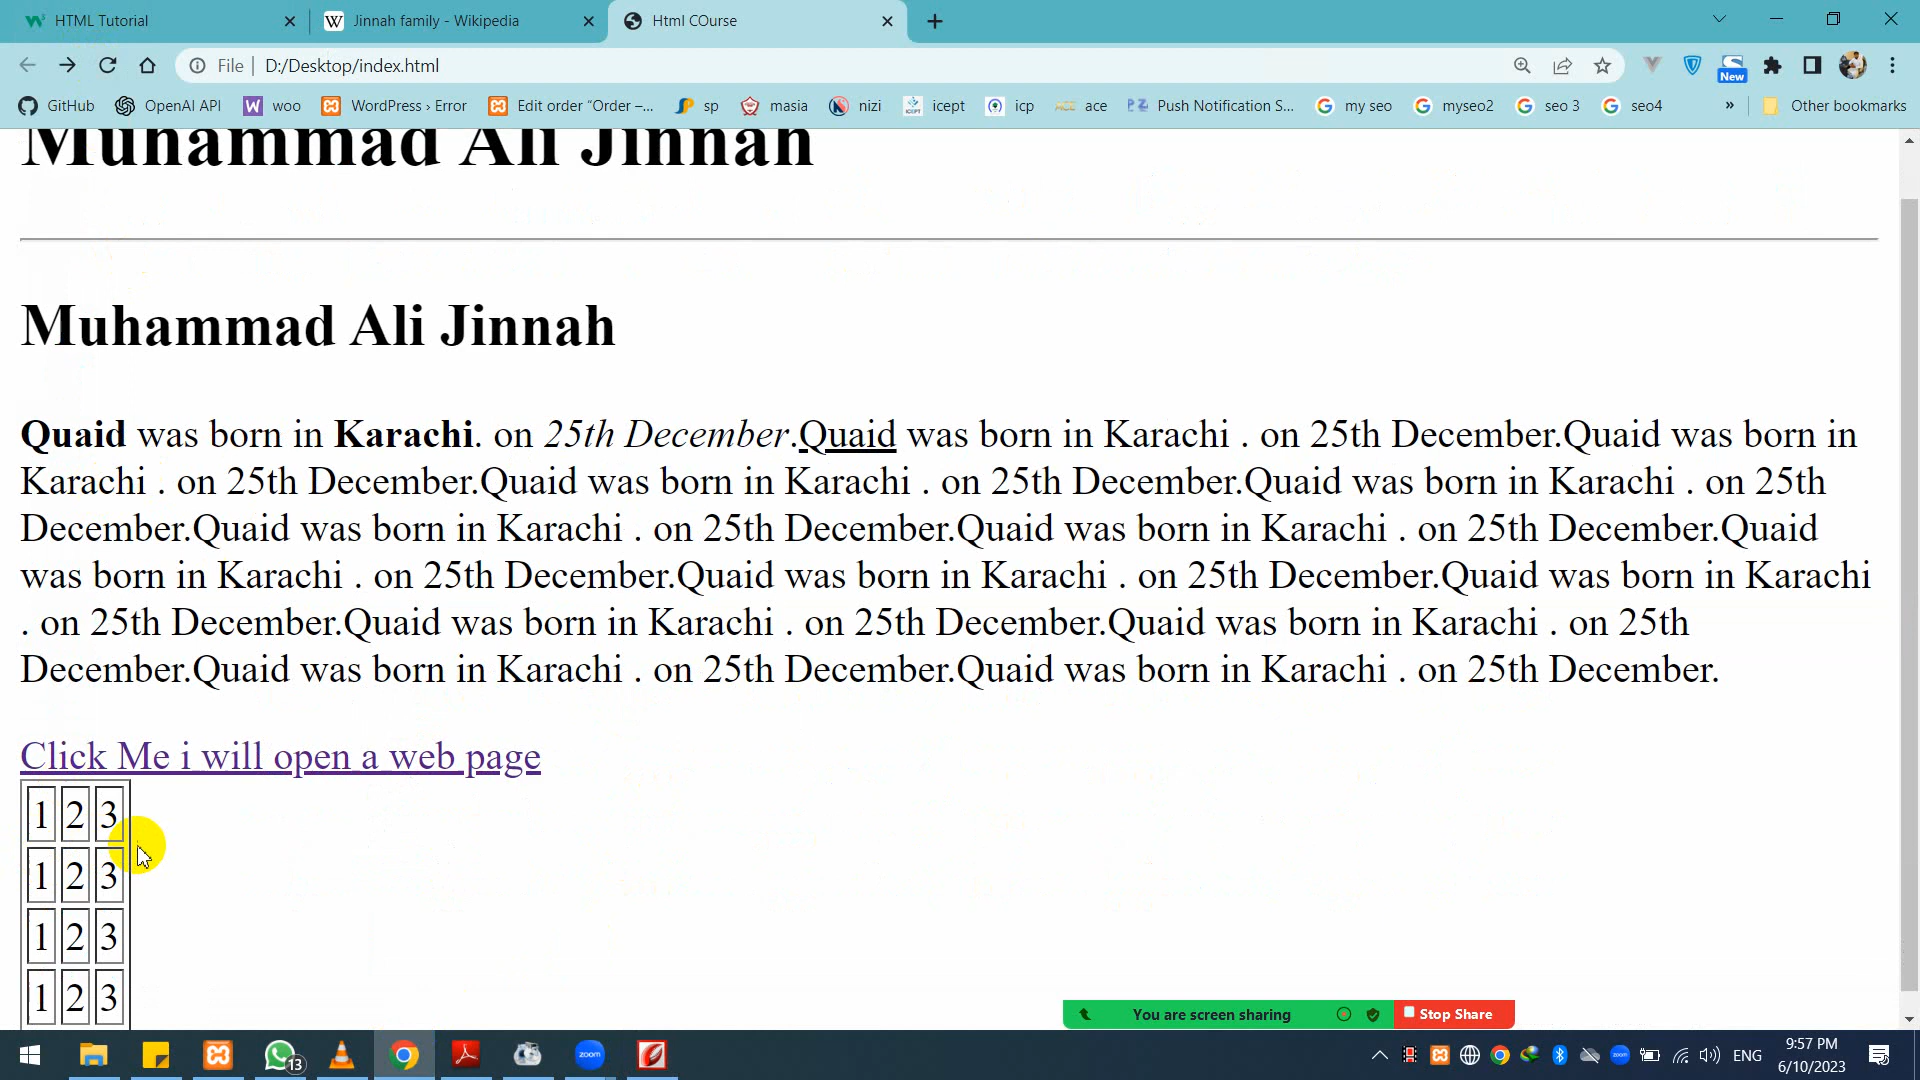 HTML Tutorial
Jinnah family - Wikipedia
Html COurse
File
D:/Desktop/index.html
New
GitHub
OpenAI API
woo
WordPress › Error
Edit order “Order –...
sp
masia
nizi
icept
icp
ace
Push Notification S...
my seo
myseo2
seo 3
seo4
»
Other bookmarks
Muhammad Ali Jinnah
Muhammad Ali Jinnah
Quaid was born in Karachi. on 25th December.Quaid was born in Karachi . on 25th December.Quaid was born in
Karachi . on 25th December.Quaid was born in Karachi . on 25th December.Quaid was born in Karachi . on 25th
December.Quaid was born in Karachi . on 25th December.Quaid was born in Karachi . on 25th December.Quaid
was born in Karachi . on 25th December.Quaid was born in Karachi . on 25th December.Quaid was born in Karachi
. on 25th December.Quaid was born in Karachi . on 25th December.Quaid was born in Karachi . on 25th
December.Quaid was born in Karachi . on 25th December.Quaid was born in Karachi . on 25th December.
Click Me i will open a web page
1 2 3
1 2 3
1 2 3
1 2 3
You are screen sharing
Stop Share
13
zoom
ENG
9:57 PM
6/10/2023